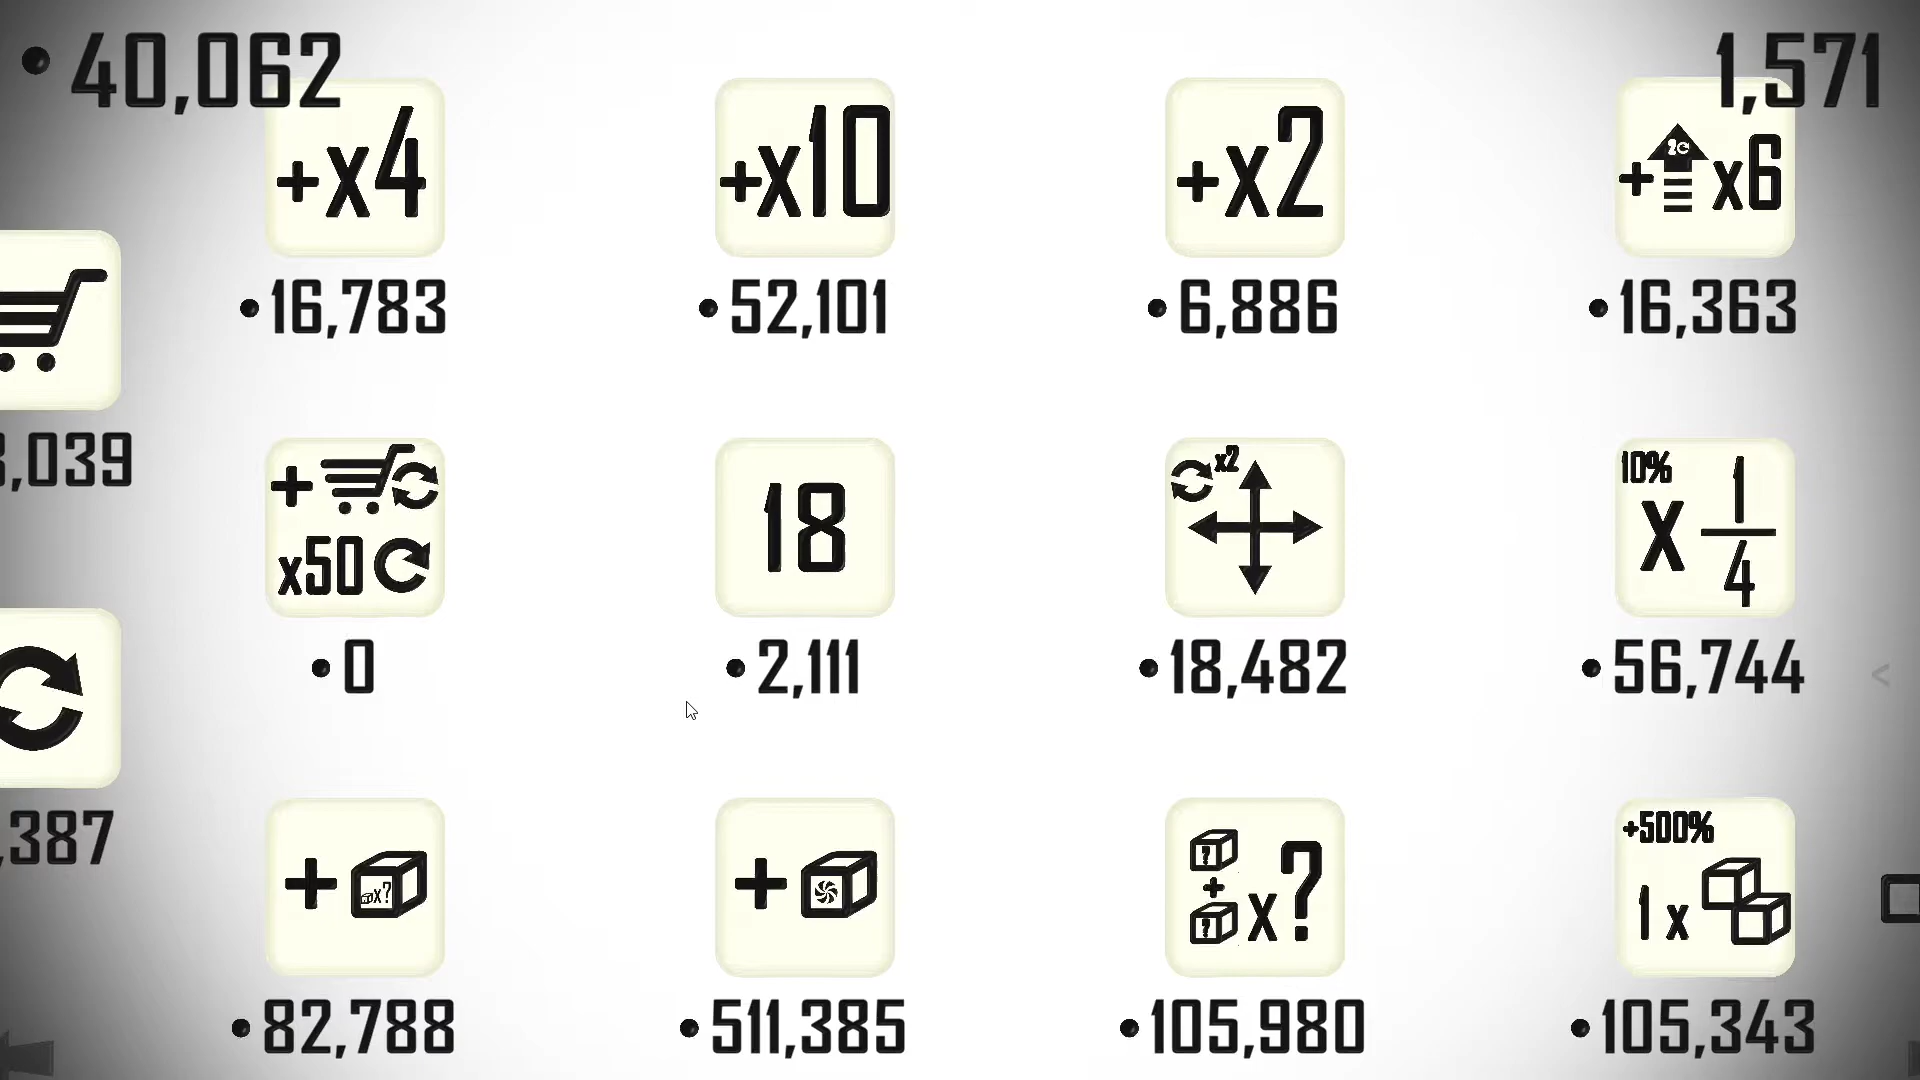 40,062
1,571
+x4
+x10
+x2
+ 2 x6
16,783
52,101
6,886
16,363
,039
+
x50
18
x2
10%
x 1
4
0
2,111
18,482
56,744
<
,387
+ x?
+
? + ? x?
+500%
1 x
82,788
511,385
105,980
105,343